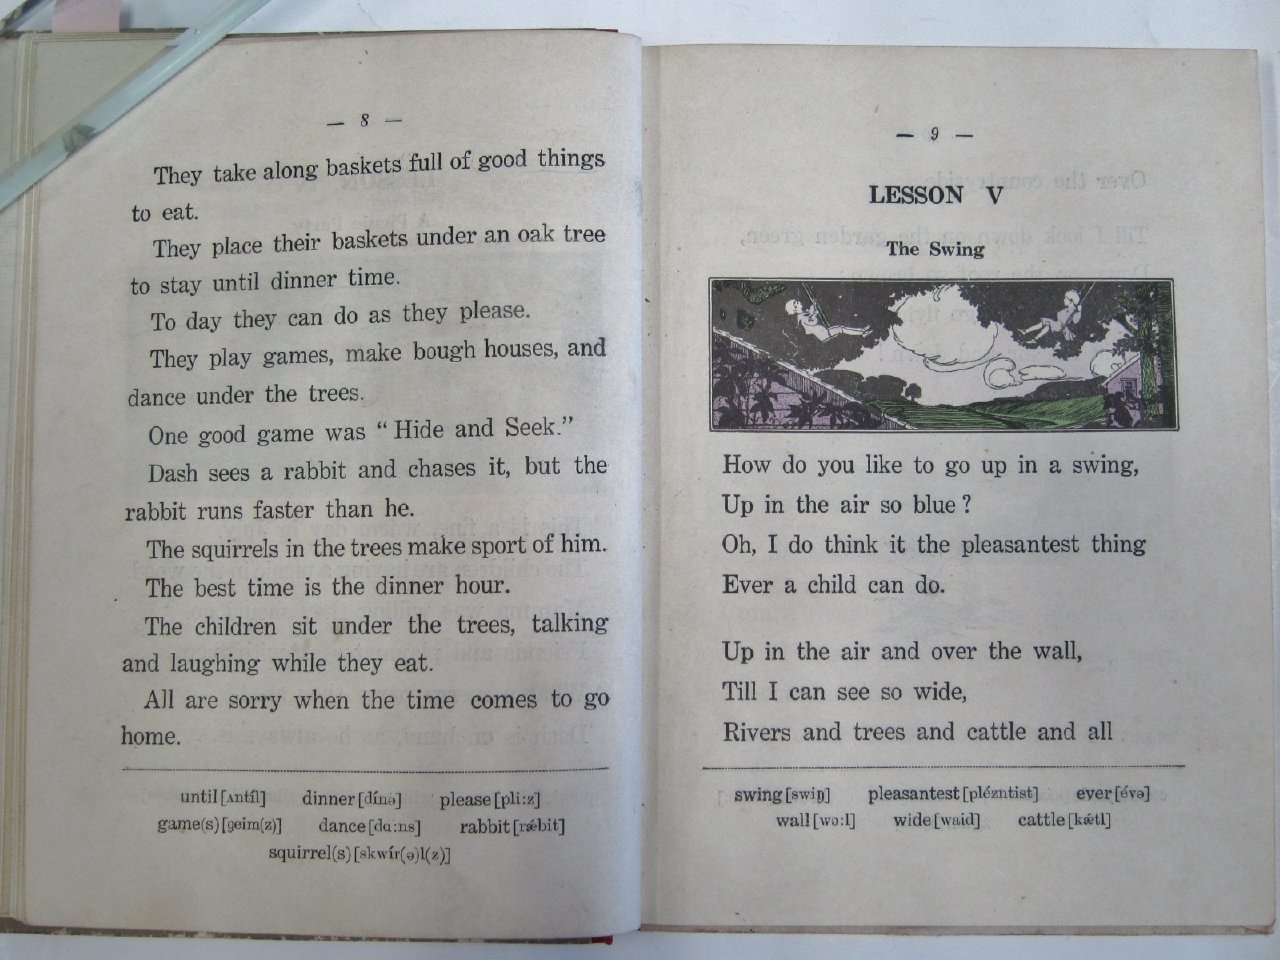 — 8 —
They take along baskets full of good things
to eat.
They place their baskets under an oak tree
to stay until dinner time.
To day they can do as they please.
They play games, make bough houses, and
dance under the trees.
One good game was “Hide and Seek.”
Dash sees a rabbit and chases it, but the
rabbit runs faster than he.
The squirrels in the trees make sport of him.
The best time is the dinner hour.
The children sit under the trees, talking
and laughing while they eat.
All are sorry when the time comes to go
home.
until [ʌntíl] dinner [dínə] please [pli:z]
game(s) [geim(z)] dance [dɑ:ns] rabbit [rǽbit]
squirrel(s) [skwír(ə)l(z)]
— 9 —
LESSON V
The Swing
How do you like to go up in a swing,
Up in the air so blue?
Oh, I do think it the pleasantest thing
Ever a child can do.
Up in the air and over the wall,
Till I can see so wide,
Rivers and trees and cattle and all
swing [swiŋ] pleasantest [plézntist] ever [évə]
wall [wɔ:l] wide [waid] cattle [kǽtl]